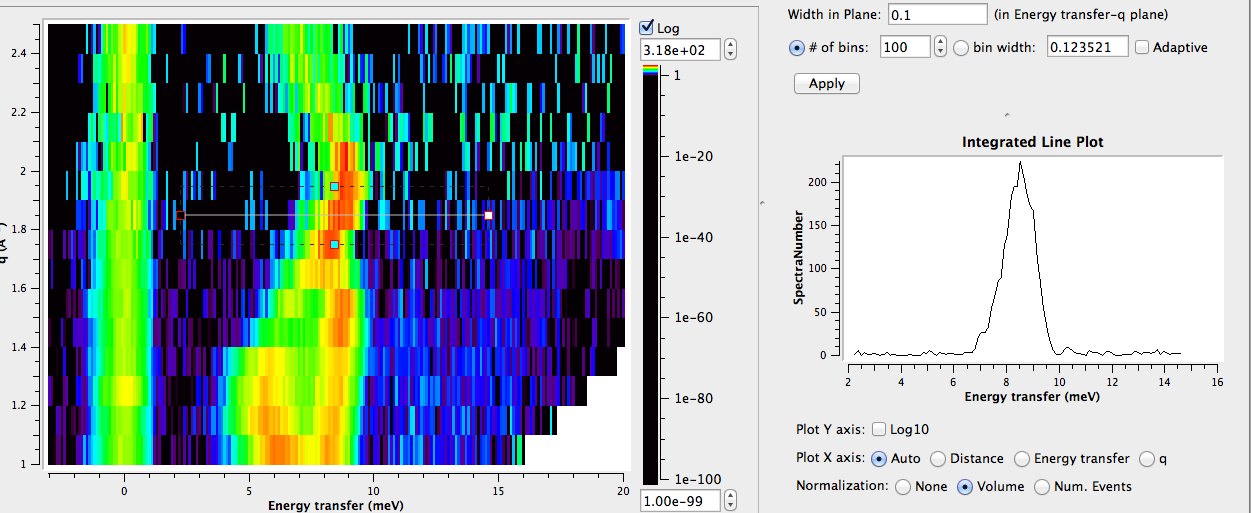 2.4
2.2
2
1.8
1.6
1.4
1.2
1
0
5
10
15
20
Energy transfer (meV)
Log
3.18e+02
1
1e-20
1e-40
1e-60
1e-80
1e-100
1.00e-99
Width in Plane: 0.1 (in Energy transfer-q plane)
# of bins: 100 bin width: 0.123521 Adaptive
Apply
Integrated Line Plot
SpectraNumber
200
150
100
50
0
2 4 6 8 10 12 14 16
Energy transfer (meV)
Plot Y axis: Log10
Plot X axis: Auto Distance Energy transfer q
Normalization: None Volume Num. Events